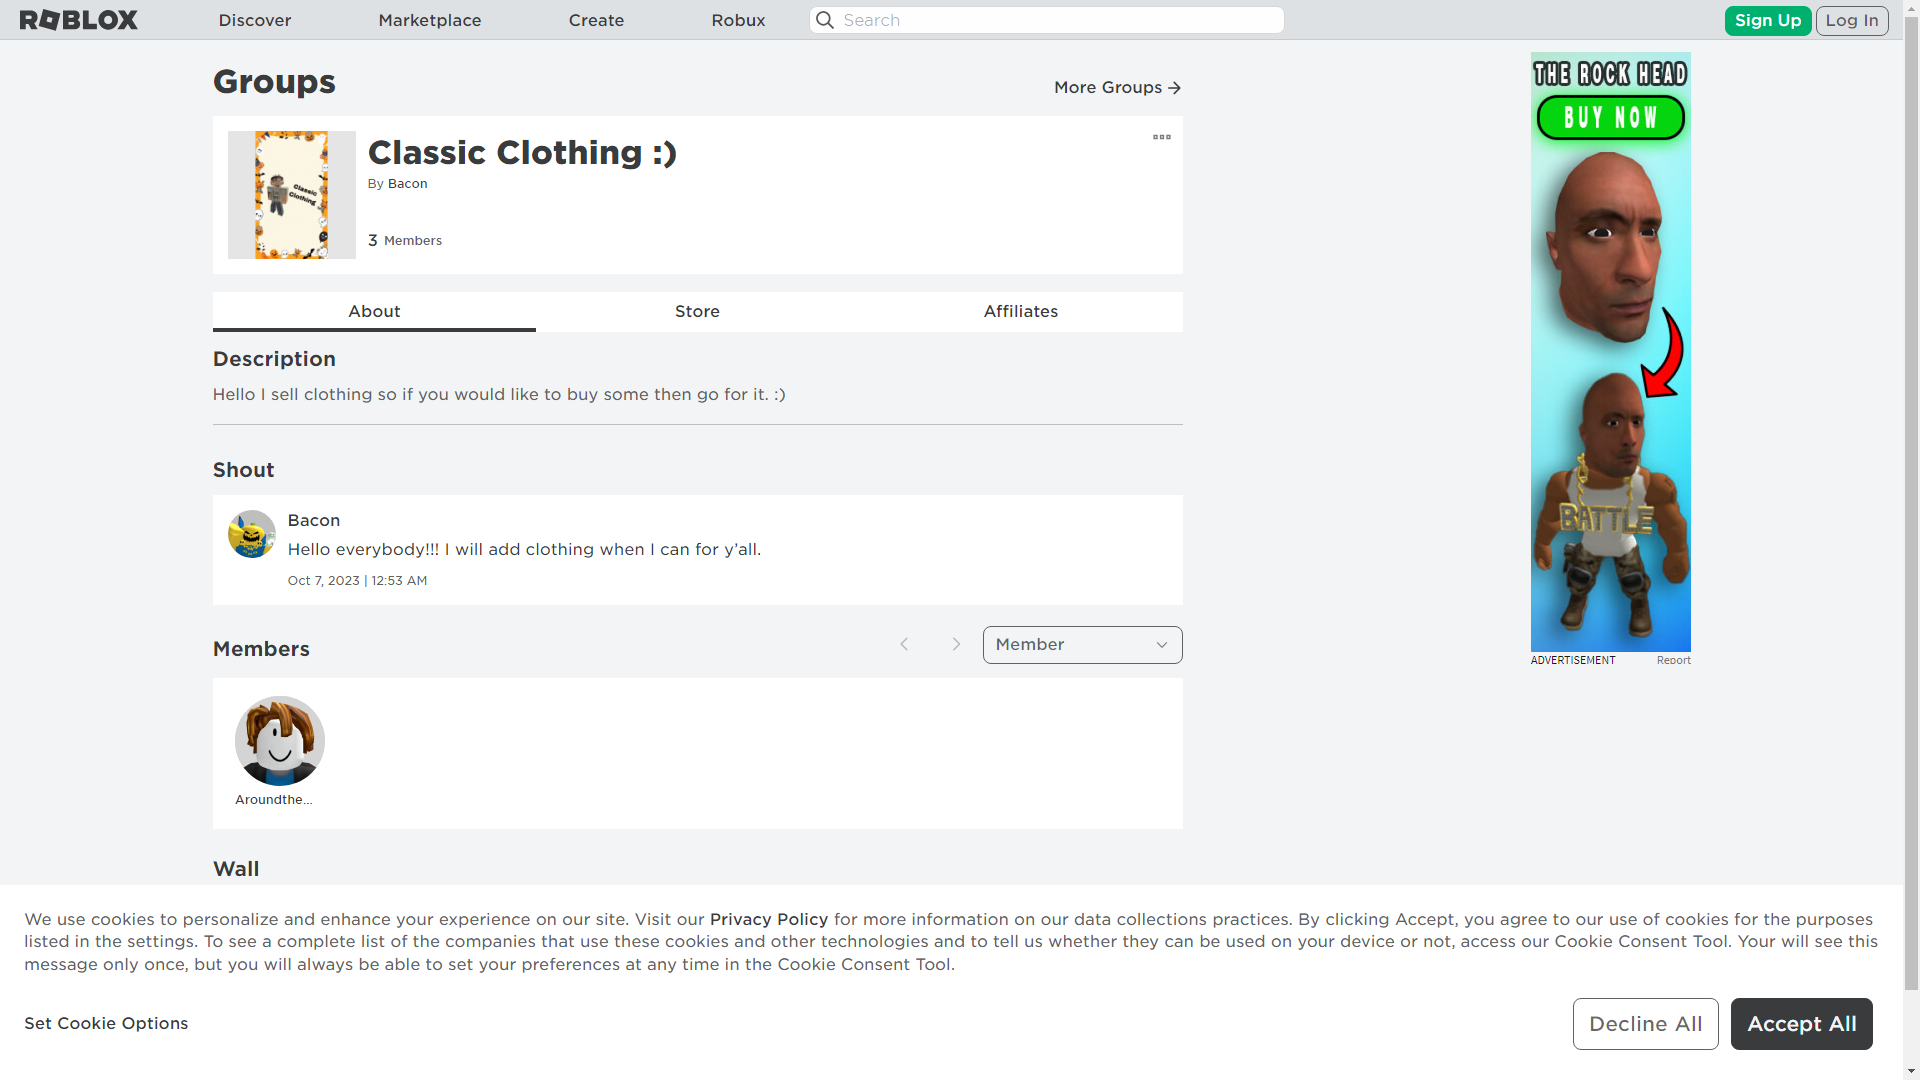 ROBLOX
Discover
Marketplace
Create
Robux
Search
Sign Up
Log In
Groups
More Groups
Classic Clothing :)
By Bacon
3 Members
Classic
Clothing
About
Store
Affiliates
Description
Hello I sell clothing so if you would like to buy some then go for it. :)
Shout
Bacon
Hello everybody!!! I will add clothing when I can for y’all.
Oct 7, 2023 | 12:53 AM
Members
Member
Aroundthe...
Wall
THE ROCK HEAD
BUY NOW
BATTLE
ADVERTISEMENT
Report
We use cookies to personalize and enhance your experience on our site. Visit our Privacy Policy for more information on our data collections practices. By clicking Accept, you agree to our use of cookies for the purposes
listed in the settings. To see a complete list of the companies that use these cookies and other technologies and to tell us whether they can be used on your device or not, access our Cookie Consent Tool. Your will see this
message only once, but you will always be able to set your preferences at any time in the Cookie Consent Tool.
Set Cookie Options
Decline All
Accept All